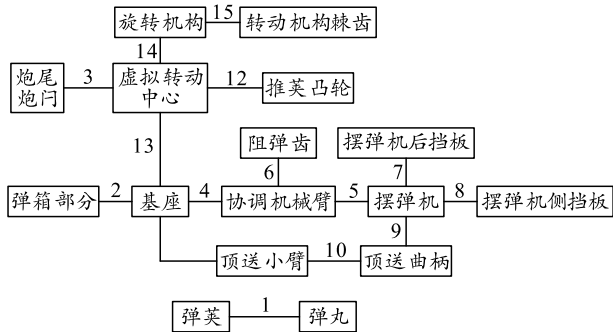 旋转机构
15
转动机构棘齿
14
炮尾
炮闩
3
虚拟转动
中心
12
推荚凸轮
13
阻弹齿
摆弹机后挡板
6
7
弹箱部分
2
基座
4
协调机械臂
5
摆弹机
8
摆弹机侧挡板
9
顶送小臂
10
顶送曲柄
弹荚
1
弹丸